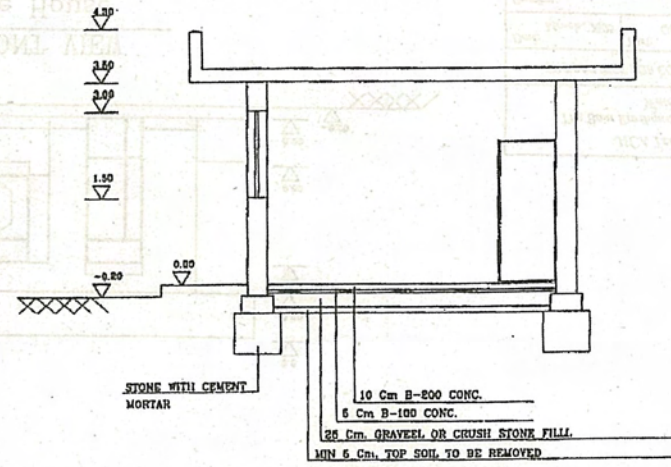 4.30
3.50
3.00
1.50
0.00
-0.20
STONE WITH CEMENT
MORTAR
10 Cm B-200 CONC.
5 Cm B-100 CONC.
25 Cm. GRAVEEL OR CRUSH STONE FILLL
MIN 5 Cm, TOP SOIL TO BE REMOVED